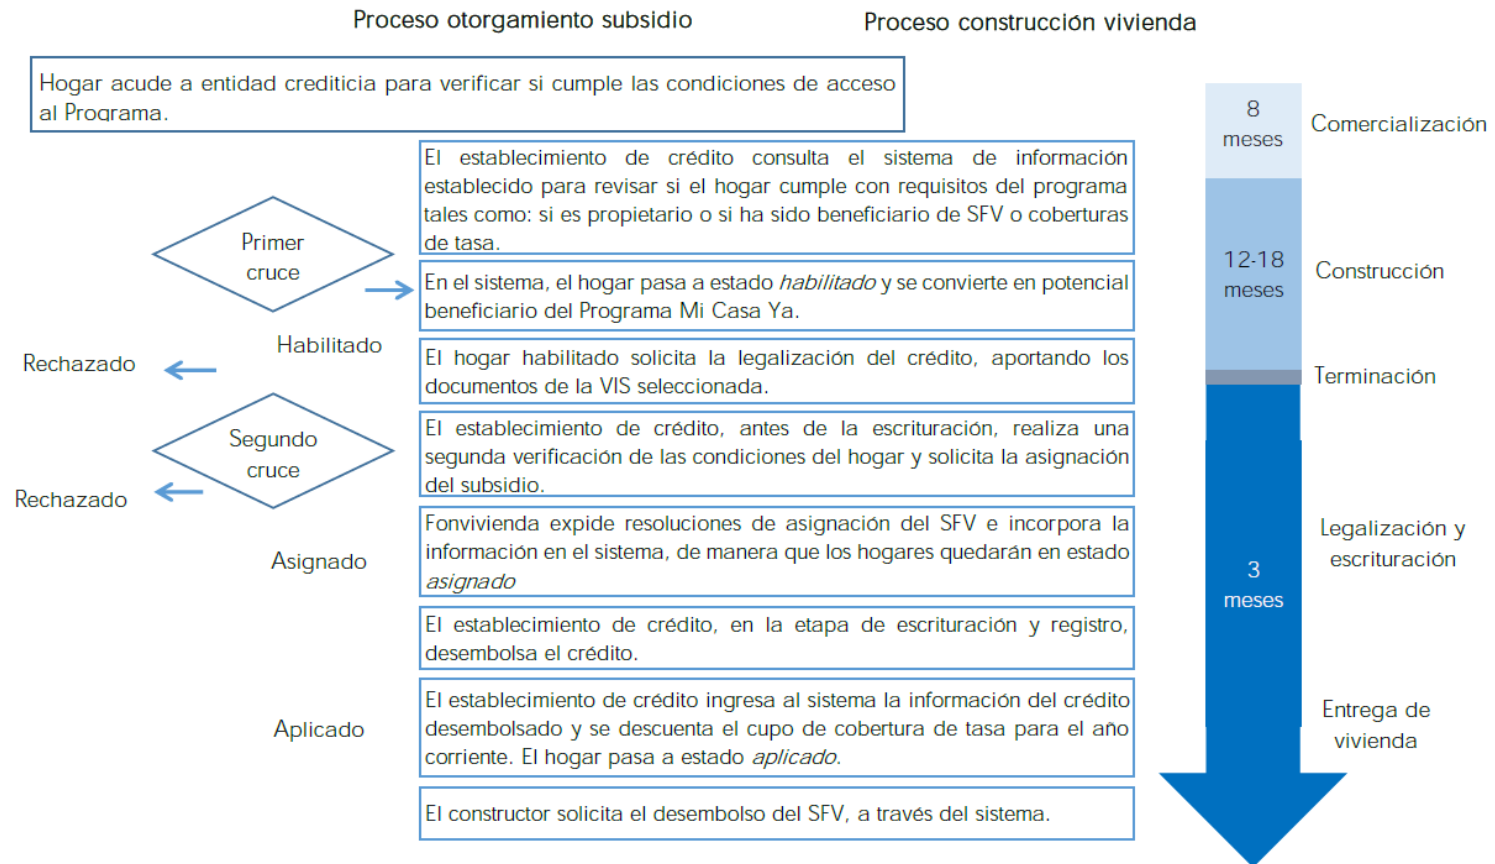 Proceso otorgamiento subsidio
Proceso construcción vivienda
Hogar acude a entidad crediticia para verificar si cumple las condiciones de acceso
al Programa.
El establecimiento de crédito consulta el sistema de información
establecido para revisar si el hogar cumple con requisitos del programa
tales como: si es propietario o si ha sido beneficiario de SFV o coberturas
de tasa.
Primer
cruce
En el sistema, el hogar pasa a estado habilitado y se convierte en potencial
beneficiario del Programa Mi Casa Ya.
Habilitado
Rechazado
El hogar habilitado solicita la legalización del crédito, aportando los
documentos de la VIS seleccionada.
Segundo
cruce
El establecimiento de crédito, antes de la escrituración, realiza una
segunda verificación de las condiciones del hogar y solicita la asignación
del subsidio.
Rechazado
Fonvivienda expide resoluciones de asignación del SFV e incorpora la
información en el sistema, de manera que los hogares quedarán en estado
asignado
Asignado
El establecimiento de crédito, en la etapa de escrituración y registro,
desembolsa el crédito.
El establecimiento de crédito ingresa al sistema la información del crédito
desembolsado y se descuenta el cupo de cobertura de tasa para el año
corriente. El hogar pasa a estado aplicado.
Aplicado
El constructor solicita el desembolso del SFV, a través del sistema.
8
meses
Comercialización
12-18
meses
Construcción
Terminación
3
meses
Legalización y
escrituración
Entrega de
vivienda